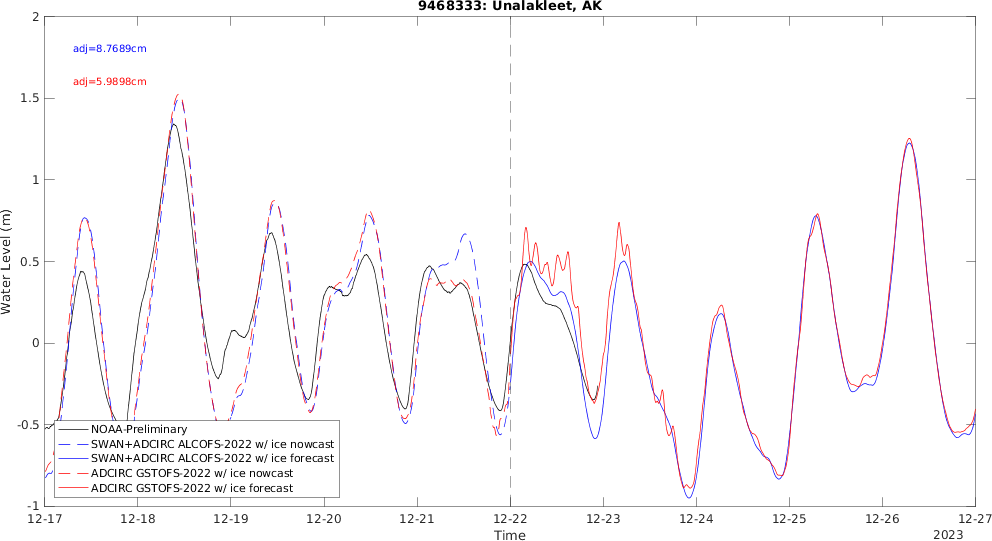 9468333: Unalakleet, AK
adj=8.7689cm
adj=5.9898cm
Water Level (m)
2
1.5
1
0.5
0
-0.5
-1
NOAA-Preliminary
SWAN+ADCIRC ALCOFS-2022 w/ ice nowcast
SWAN+ADCIRC ALCOFS-2022 w/ ice forecast
ADCIRC GSTOFS-2022 w/ ice nowcast
ADCIRC GSTOFS-2022 w/ ice forecast
12-17 12-18 12-19 12-20 12-21 12-22 12-23 12-24 12-25 12-26 12-27
Time
2023